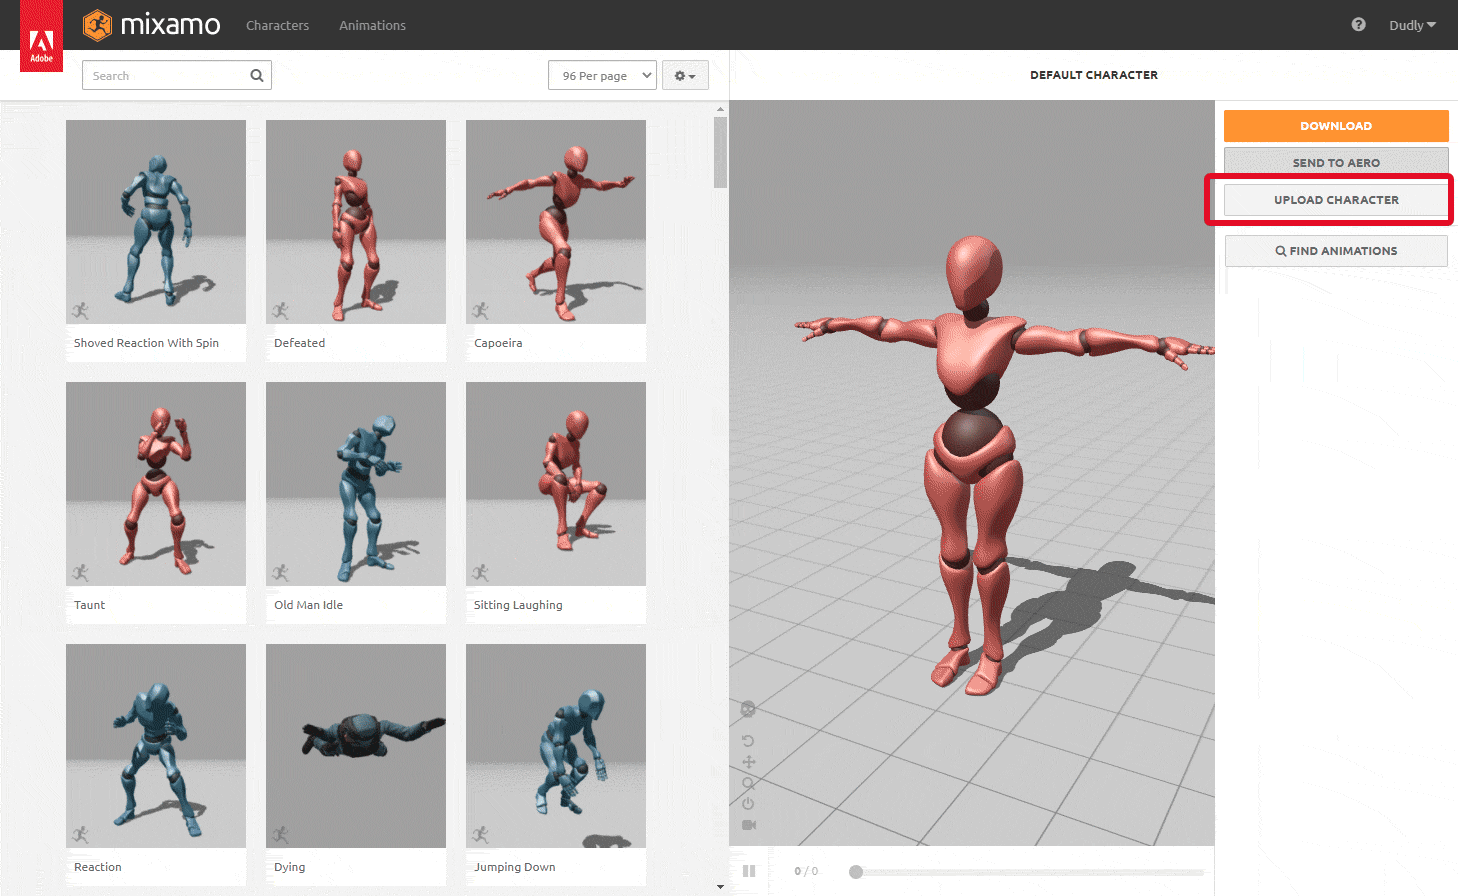 Adobe
mixamo
Characters
Animations
Dudly
Search
96 Per page
DEFAULT CHARACTER
DOWNLOAD
SEND TO AERO
UPLOAD CHARACTER
FIND ANIMATIONS
Shoved Reaction With Spin
Defeated
Capoeira
Taunt
Old Man Idle
Sitting Laughing
Reaction
Dying
Jumping Down
0 / 0